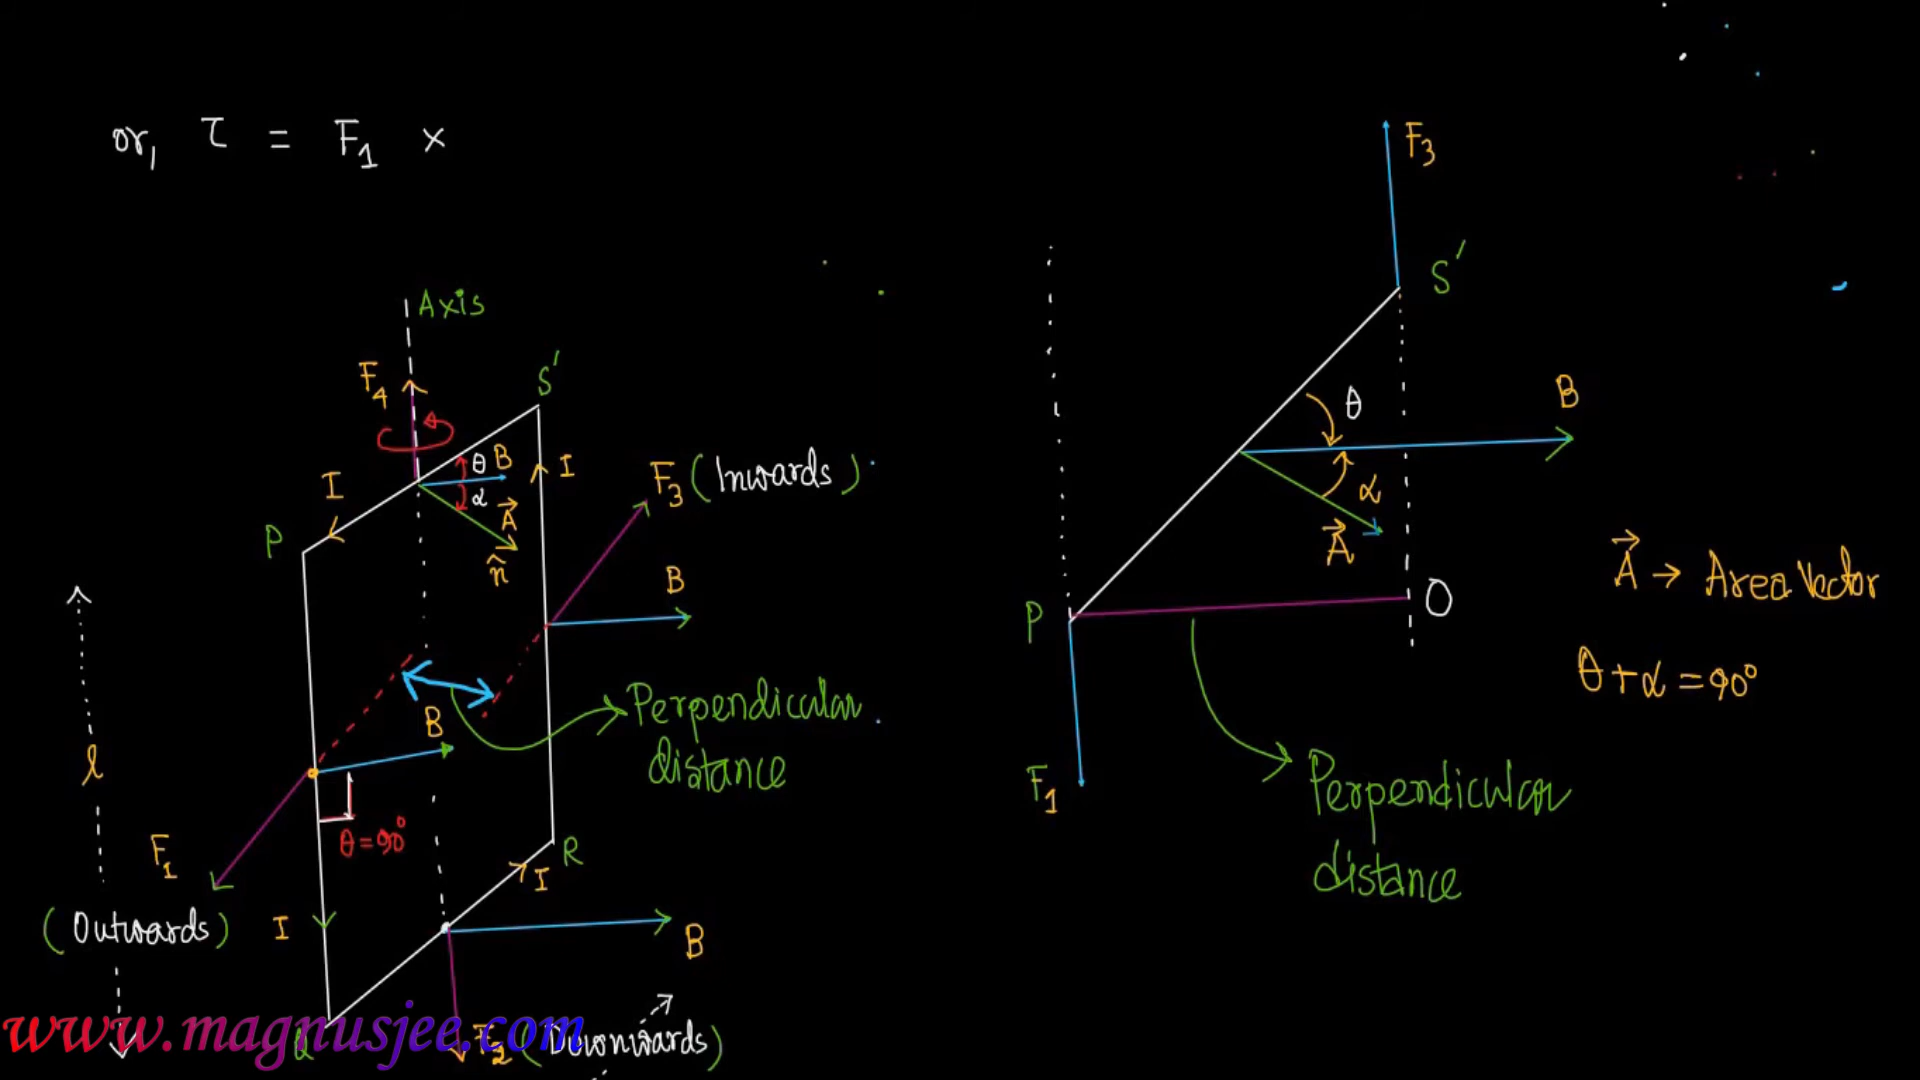 or, τ = F₁ ×
Axis
F₄
S'
θ B
I
I
α
A⃗
n̂
P
F₃ (Inwards)
B
Perpendicular
distance
B
l
θ = 90°
F₁
R
I
(Outwards)
I
B
Q
F₂ (Downwards)
F₃
S'
θ
B
α
A⃗
P
O
F₁
Perpendicular
distance
A⃗ → Area Vector
θ + α = 90°
www.magnusjee.com